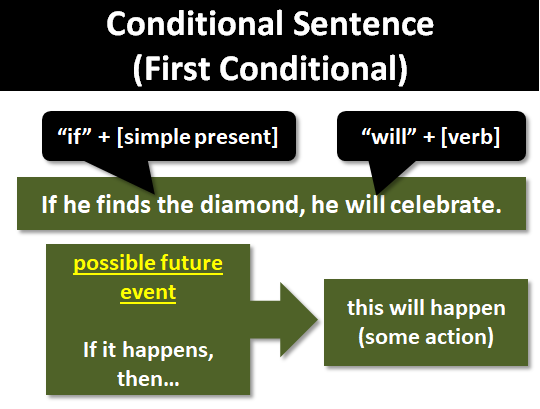 Conditional Sentence
(First Conditional)
“if” + [simple present]
“will” + [verb]
If he finds the diamond, he will celebrate.
possible future
event
If it happens,
then...
this will happen
(some action)